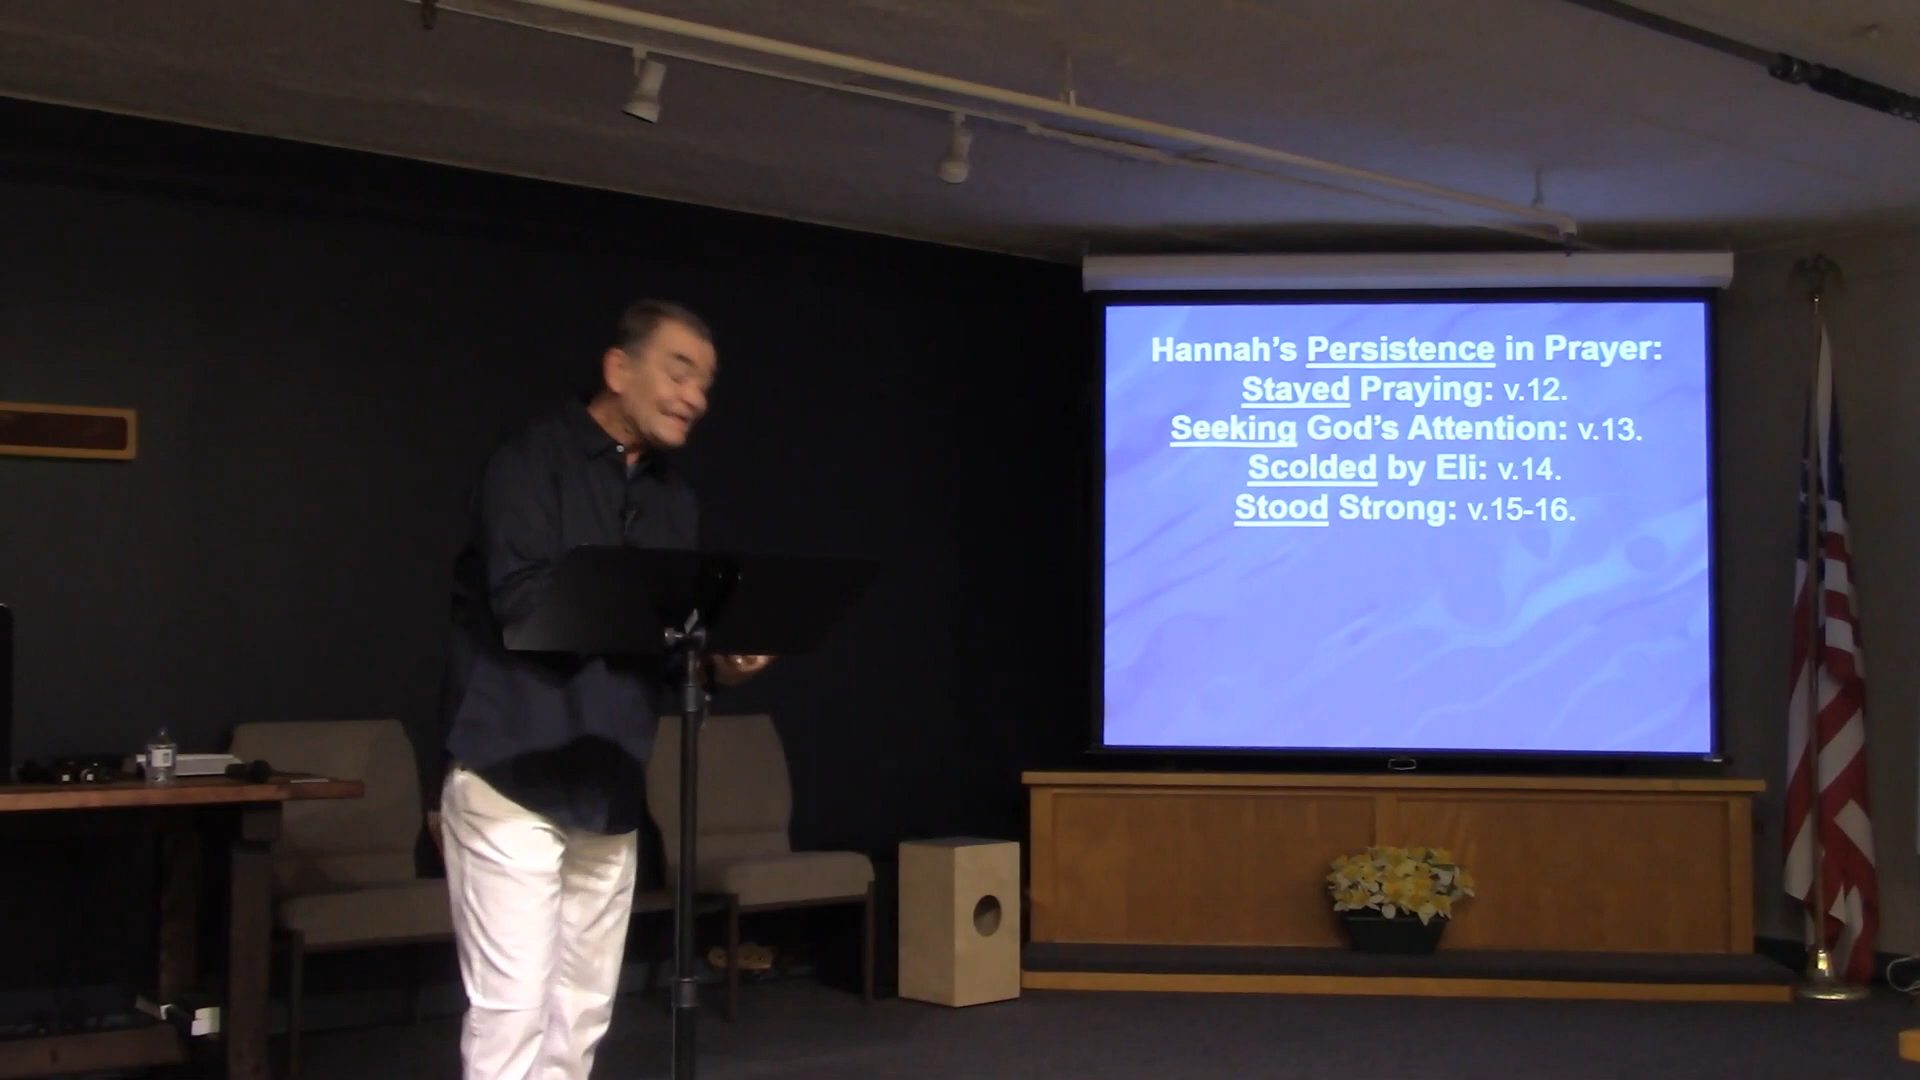 Hannah’s Persistence in Prayer:
Stayed Praying: v.12.
Seeking God’s Attention: v.13.
Scolded by Eli: v.14.
Stood Strong: v.15-16.